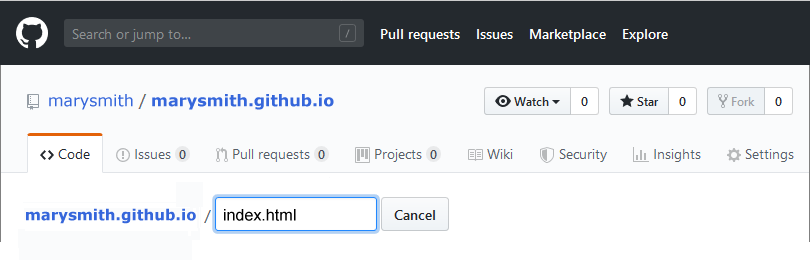 Search or jump to... / Pull requests Issues Marketplace Explore
marysmith / marysmith.github.io Watch 0 Star 0 Fork 0
Code Issues 0 Pull requests 0 Projects 0 Wiki Security Insights Settings
marysmith.github.io / index.html Cancel